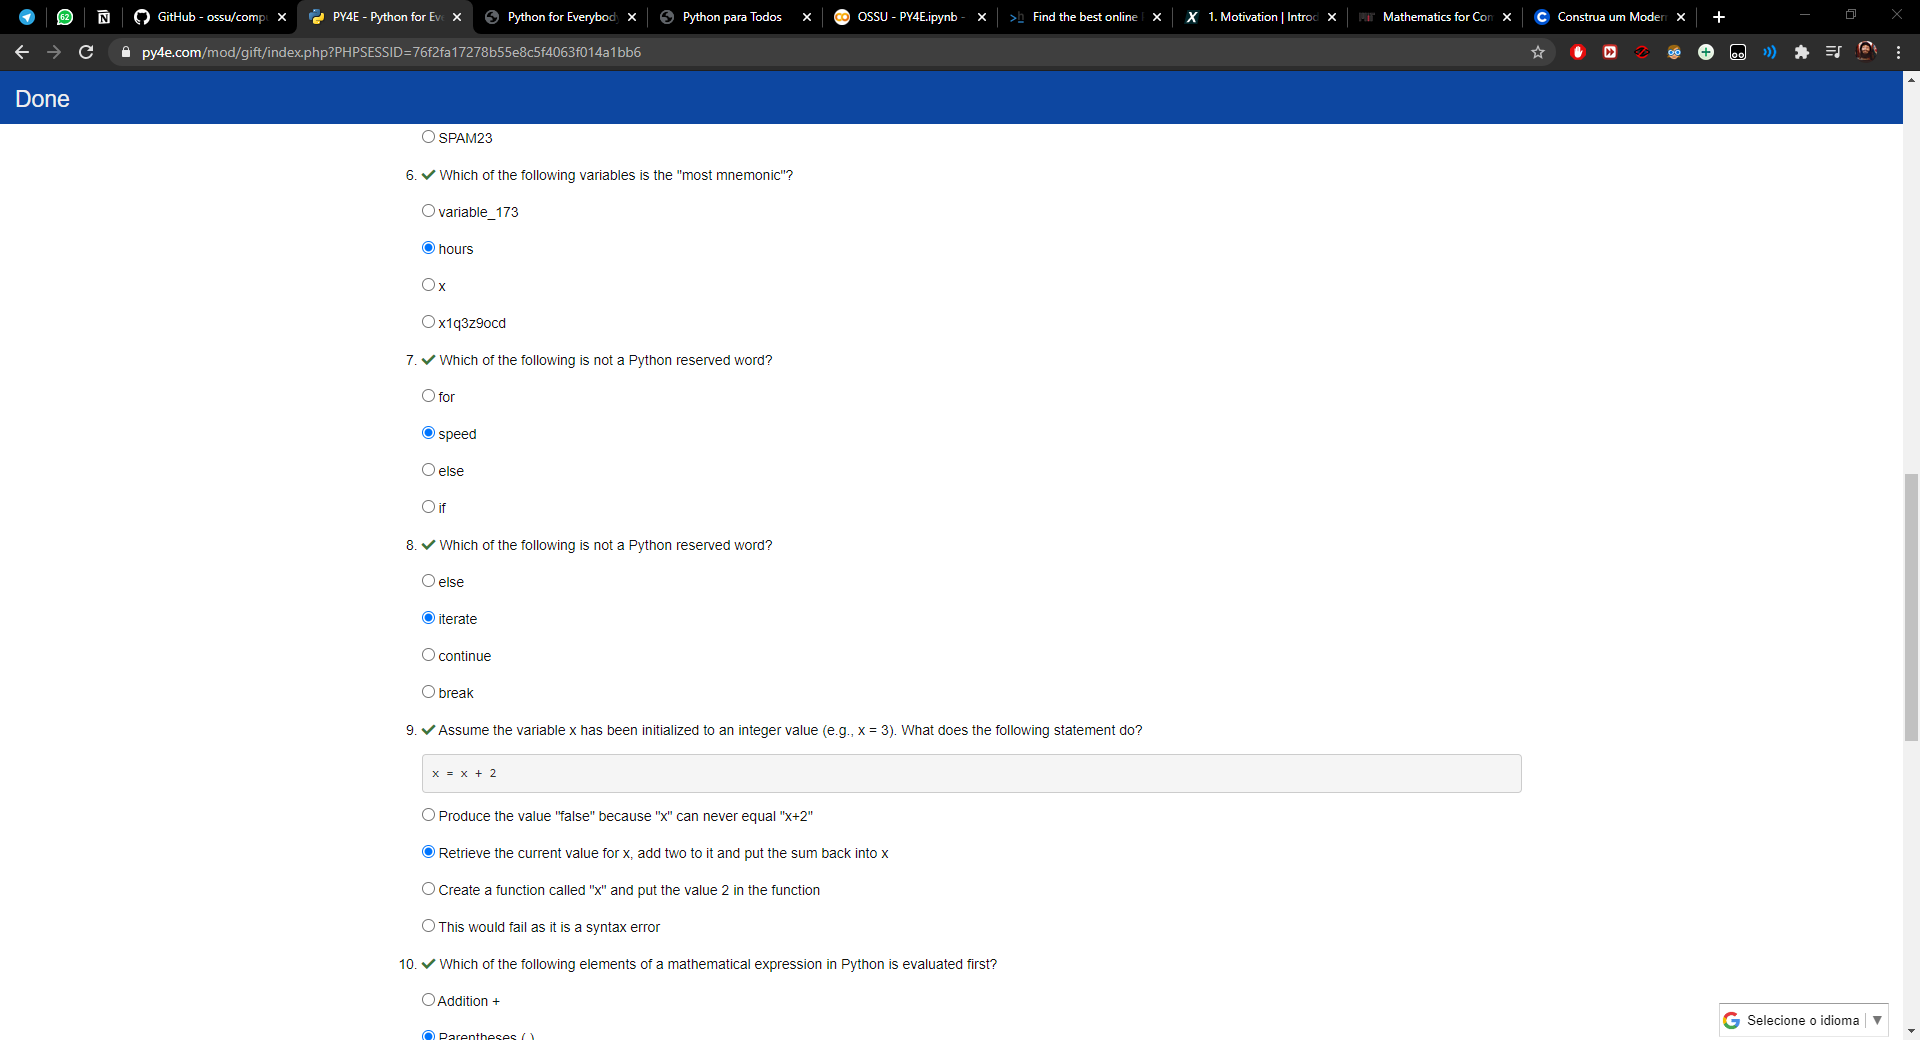 62
GitHub - ossu/comp
PY4E - Python for Ev
Python for Everybod
Python para Todos
OSSU - PY4E.ipynb -
Find the best online
1. Motivation | Introd
Mathematics for Com
Construa um Moder
py4e.com/mod/gift/index.php?PHPSESSID=76f2fa17278b55e8c5f4063f014a1bb6
Done
SPAM23
6. Which of the following variables is the "most mnemonic"?
variable_173
hours
x
x1q3z9ocd
7. Which of the following is not a Python reserved word?
for
speed
else
if
8. Which of the following is not a Python reserved word?
else
iterate
continue
break
9. Assume the variable x has been initialized to an integer value (e.g., x = 3). What does the following statement do?
x = x + 2
Produce the value "false" because "x" can never equal "x+2"
Retrieve the current value for x, add two to it and put the sum back into x
Create a function called "x" and put the value 2 in the function
This would fail as it is a syntax error
10. Which of the following elements of a mathematical expression in Python is evaluated first?
Addition +
Parentheses ( )
Selecione o idioma